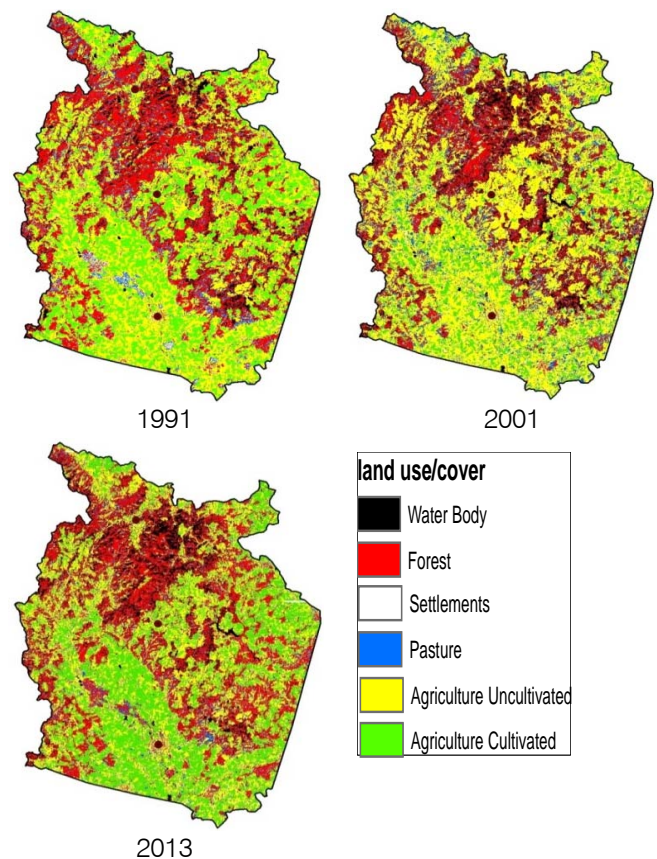 1991
2001
2013
land use/cover
Water Body
Forest
Settlements
Pasture
Agriculture Uncultivated
Agriculture Cultivated